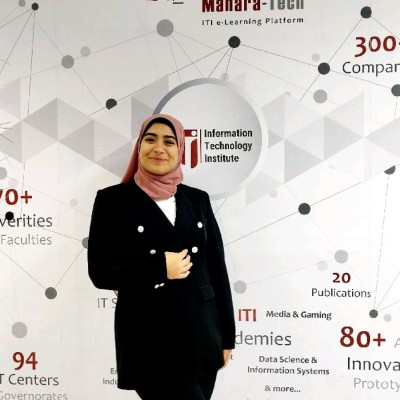 Mahara-Tech
ITI e-Learning Platform
300+
Compan
Information
Technology
Institute
70+
verities
Faculties
20
Publications
IT S
ITI Media & Gaming
demies
80+
94
Data Science &
Information Systems
Innova
T Centers
& more...
Prototy
Governorates